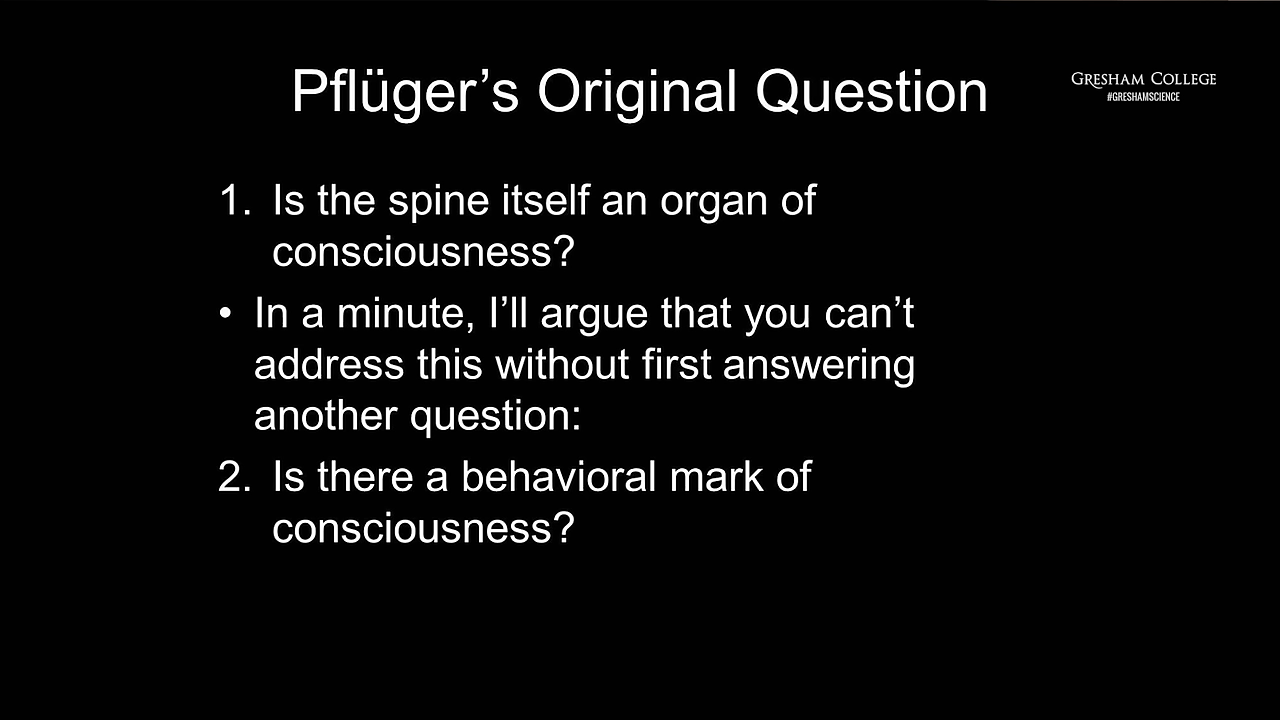 Pflüger’s Original Question
GRESHAM COLLEGE
#GRESHAMSCIENCE
1. Is the spine itself an organ of
consciousness?
• In a minute, I’ll argue that you can’t
address this without first answering
another question:
2. Is there a behavioral mark of
consciousness?